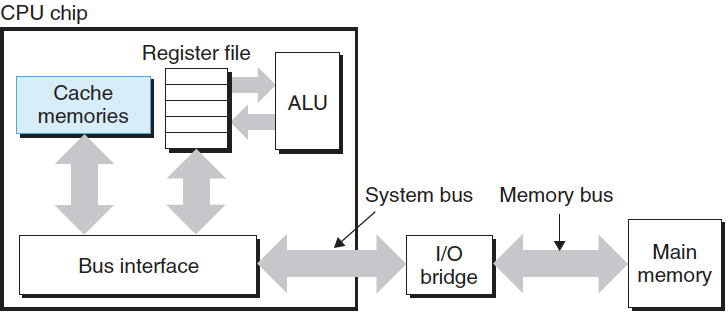 CPU chip
Register file
Cache
memories
ALU
System bus
Memory bus
Bus interface
I/O
bridge
Main
memory